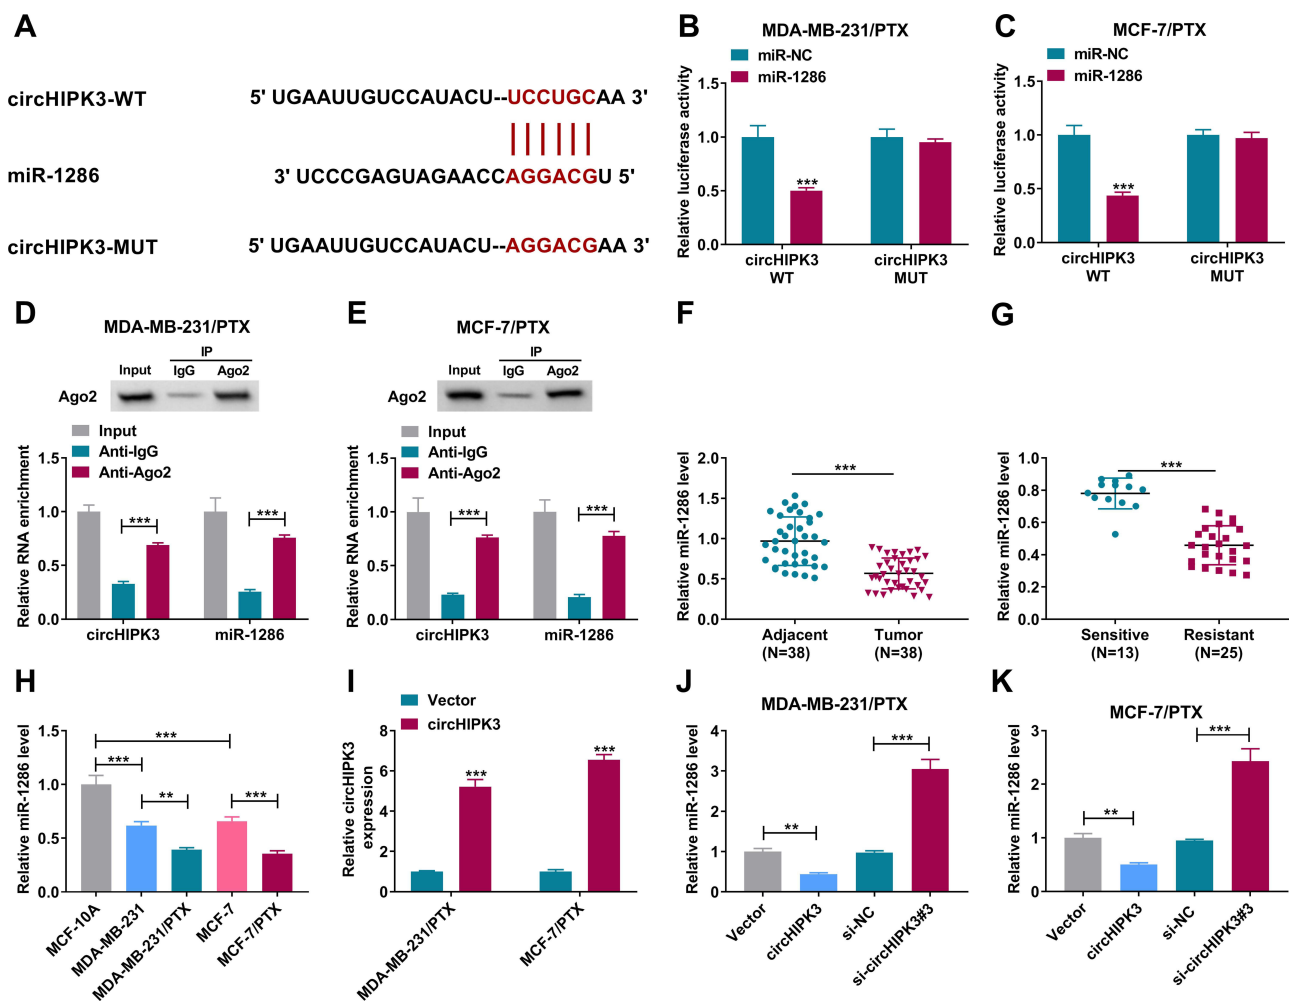 A
circHIPK3-WT 5' UGAAUUGUCCAUACU--UCCUGCAA 3'
miR-1286 3' UCCCGAGUAGAACCAGGACGU 5'
circHIPK3-MUT 5' UGAAUUGUCCAUACU--AGGACGAA 3'
B
MDA-MB-231/PTX
miR-NC
miR-1286
Relative luciferase activity
1.5
1.0
0.5
0.0
***
circHIPK3 WT
circHIPK3 MUT
C
MCF-7/PTX
miR-NC
miR-1286
Relative luciferase activity
1.5
1.0
0.5
0.0
***
circHIPK3 WT
circHIPK3 MUT
D
MDA-MB-231/PTX
IP
Input IgG Ago2
Ago2
Input
Anti-IgG
Anti-Ago2
Relative RNA enrichment
1.5
1.0
0.5
0.0
*** ***
circHIPK3 miR-1286
E
MCF-7/PTX
IP
Input IgG Ago2
Ago2
Input
Anti-IgG
Anti-Ago2
Relative RNA enrichment
1.5
1.0
0.5
0.0
*** ***
circHIPK3 miR-1286
F
Relative miR-1286 level
2.0
1.5
1.0
0.5
0.0
***
Adjacent (N=38)
Tumor (N=38)
G
Relative miR-1286 level
1.0
0.8
0.6
0.4
0.2
0.0
***
Sensitive (N=13)
Resistant (N=25)
H
Relative miR-1286 level
1.5
1.0
0.5
0.0
***
*** ** ***
MCF-10A
MDA-MB-231
MDA-MB-231/PTX
MCF-7
MCF-7/PTX
I
Vector
circHIPK3
Relative circHIPK3 expression
8
6
4
2
0
*** ***
MDA-MB-231/PTX
MCF-7/PTX
J
MDA-MB-231/PTX
Relative miR-1286 level
4
3
2
1
0
** ***
Vector
circHIPK3
si-NC
si-circHIPK3#3
K
MCF-7/PTX
Relative miR-1286 level
3
2
1
0
** ***
Vector
circHIPK3
si-NC
si-circHIPK3#3